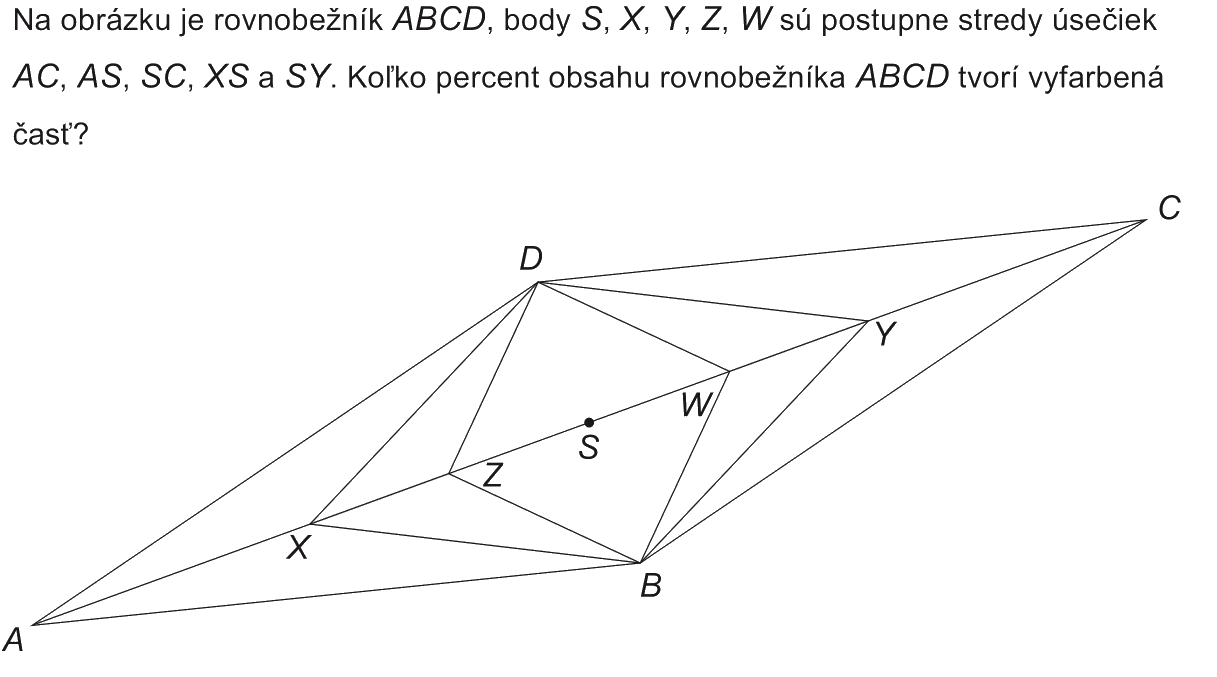 Na obrázku je rovnobežník ABCD, body S, X, Y, Z, W sú postupne stredy úsečiek
AC, AS, SC, XS a SY. Koľko percent obsahu rovnobežníka ABCD tvorí vyfarbená
časť?
C
D
Y
W
S
Z
X
B
A